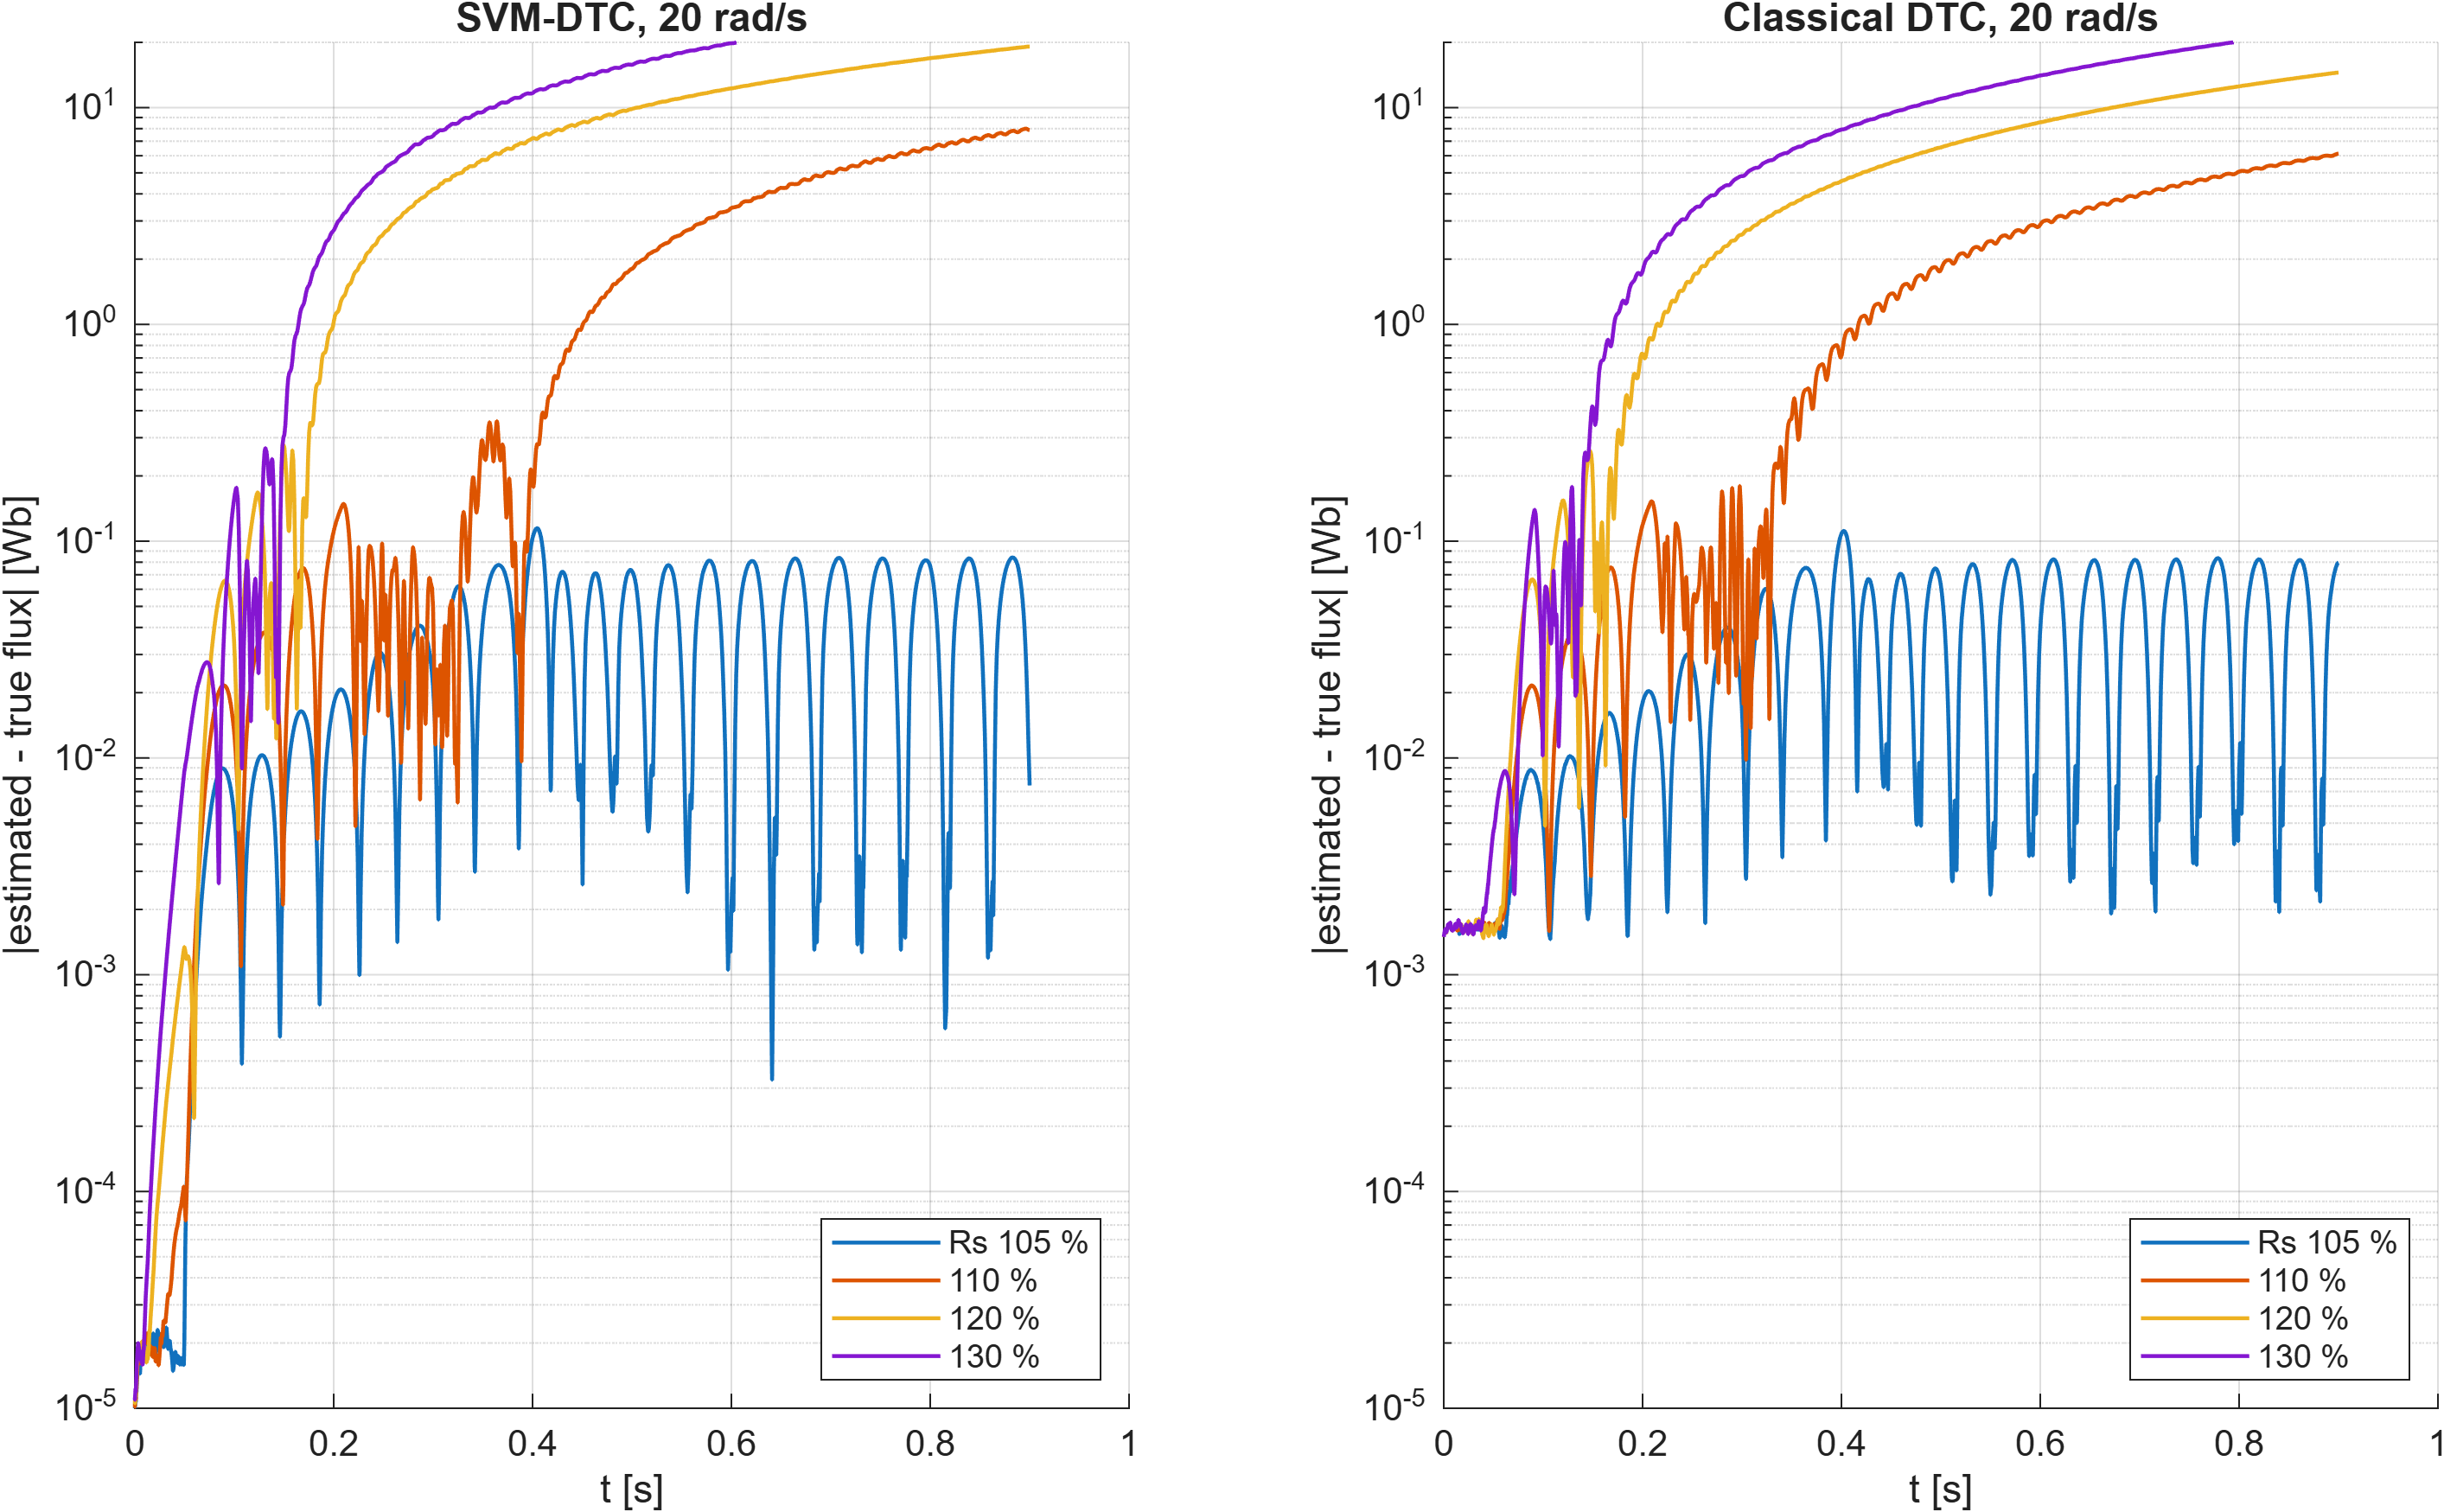 SVM-DTC, 20 rad/s
|estimated - true flux| [Wb]
10^1
10^0
10^-1
10^-2
10^-3
10^-4
10^-5
0 0.2 0.4 0.6 0.8 1
t [s]
Rs 105 %
110 %
120 %
130 %
Classical DTC, 20 rad/s
|estimated - true flux| [Wb]
10^1
10^0
10^-1
10^-2
10^-3
10^-4
10^-5
0 0.2 0.4 0.6 0.8 1
t [s]
Rs 105 %
110 %
120 %
130 %